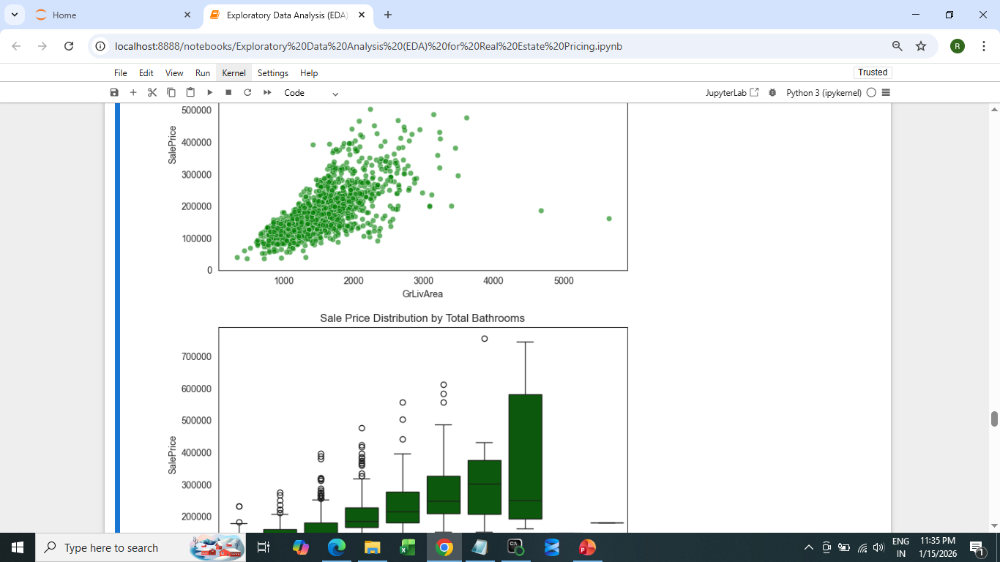 Home
Exploratory Data Analysis (EDA)
localhost:8888/notebooks/Exploratory%20Data%20Analysis%20(EDA)%20for%20Real%20Estate%20Pricing.ipynb
R
File Edit View Run Kernel Settings Help
Trusted
Code
JupyterLab
Python 3 (ipykernel)
500000
400000
300000
200000
100000
0
SalePrice
1000 2000 3000 4000 5000
GrLivArea
Sale Price Distribution by Total Bathrooms
700000
600000
500000
400000
300000
200000
SalePrice
Type here to search
C:\
P
ENG
IN
11:35 PM
1/15/2026
1